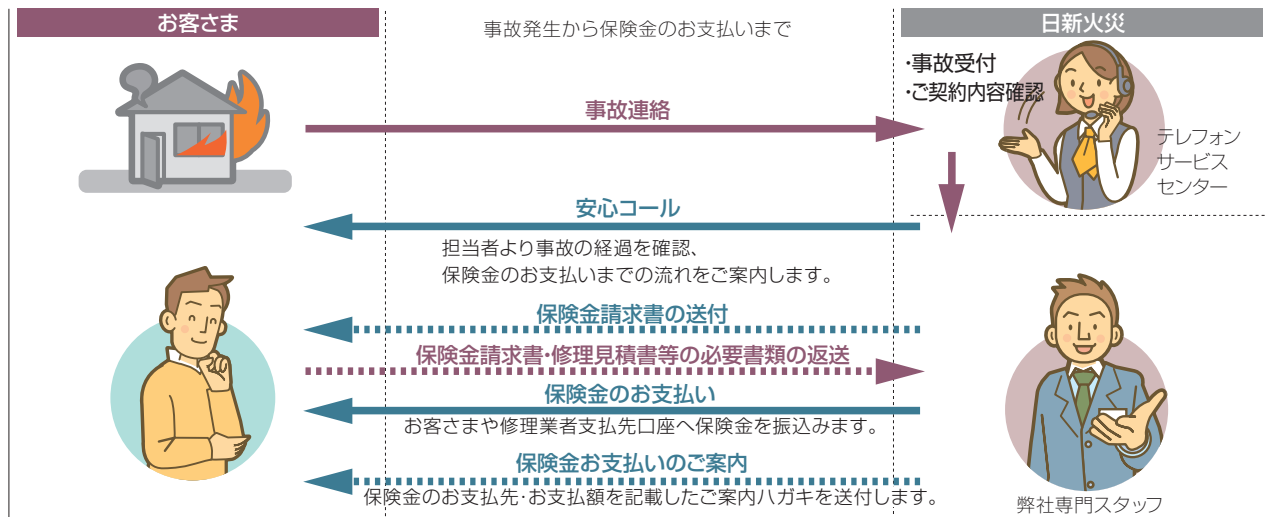 お客さま
事故発生から保険金のお支払いまで
日新火災
・事故受付
・ご契約内容確認
テレフォン
サービス
センター
事故連絡
安心コール
担当者より事故の経過を確認、
保険金のお支払いまでの流れをご案内します。
保険金請求書の送付
保険金請求書・修理見積書等の必要書類の返送
保険金のお支払い
お客さまや修理業者支払先口座へ保険金を振込みます。
保険金お支払いのご案内
保険金のお支払先・お支払額を記載したご案内ハガキを送付します。
弊社専門スタッフ